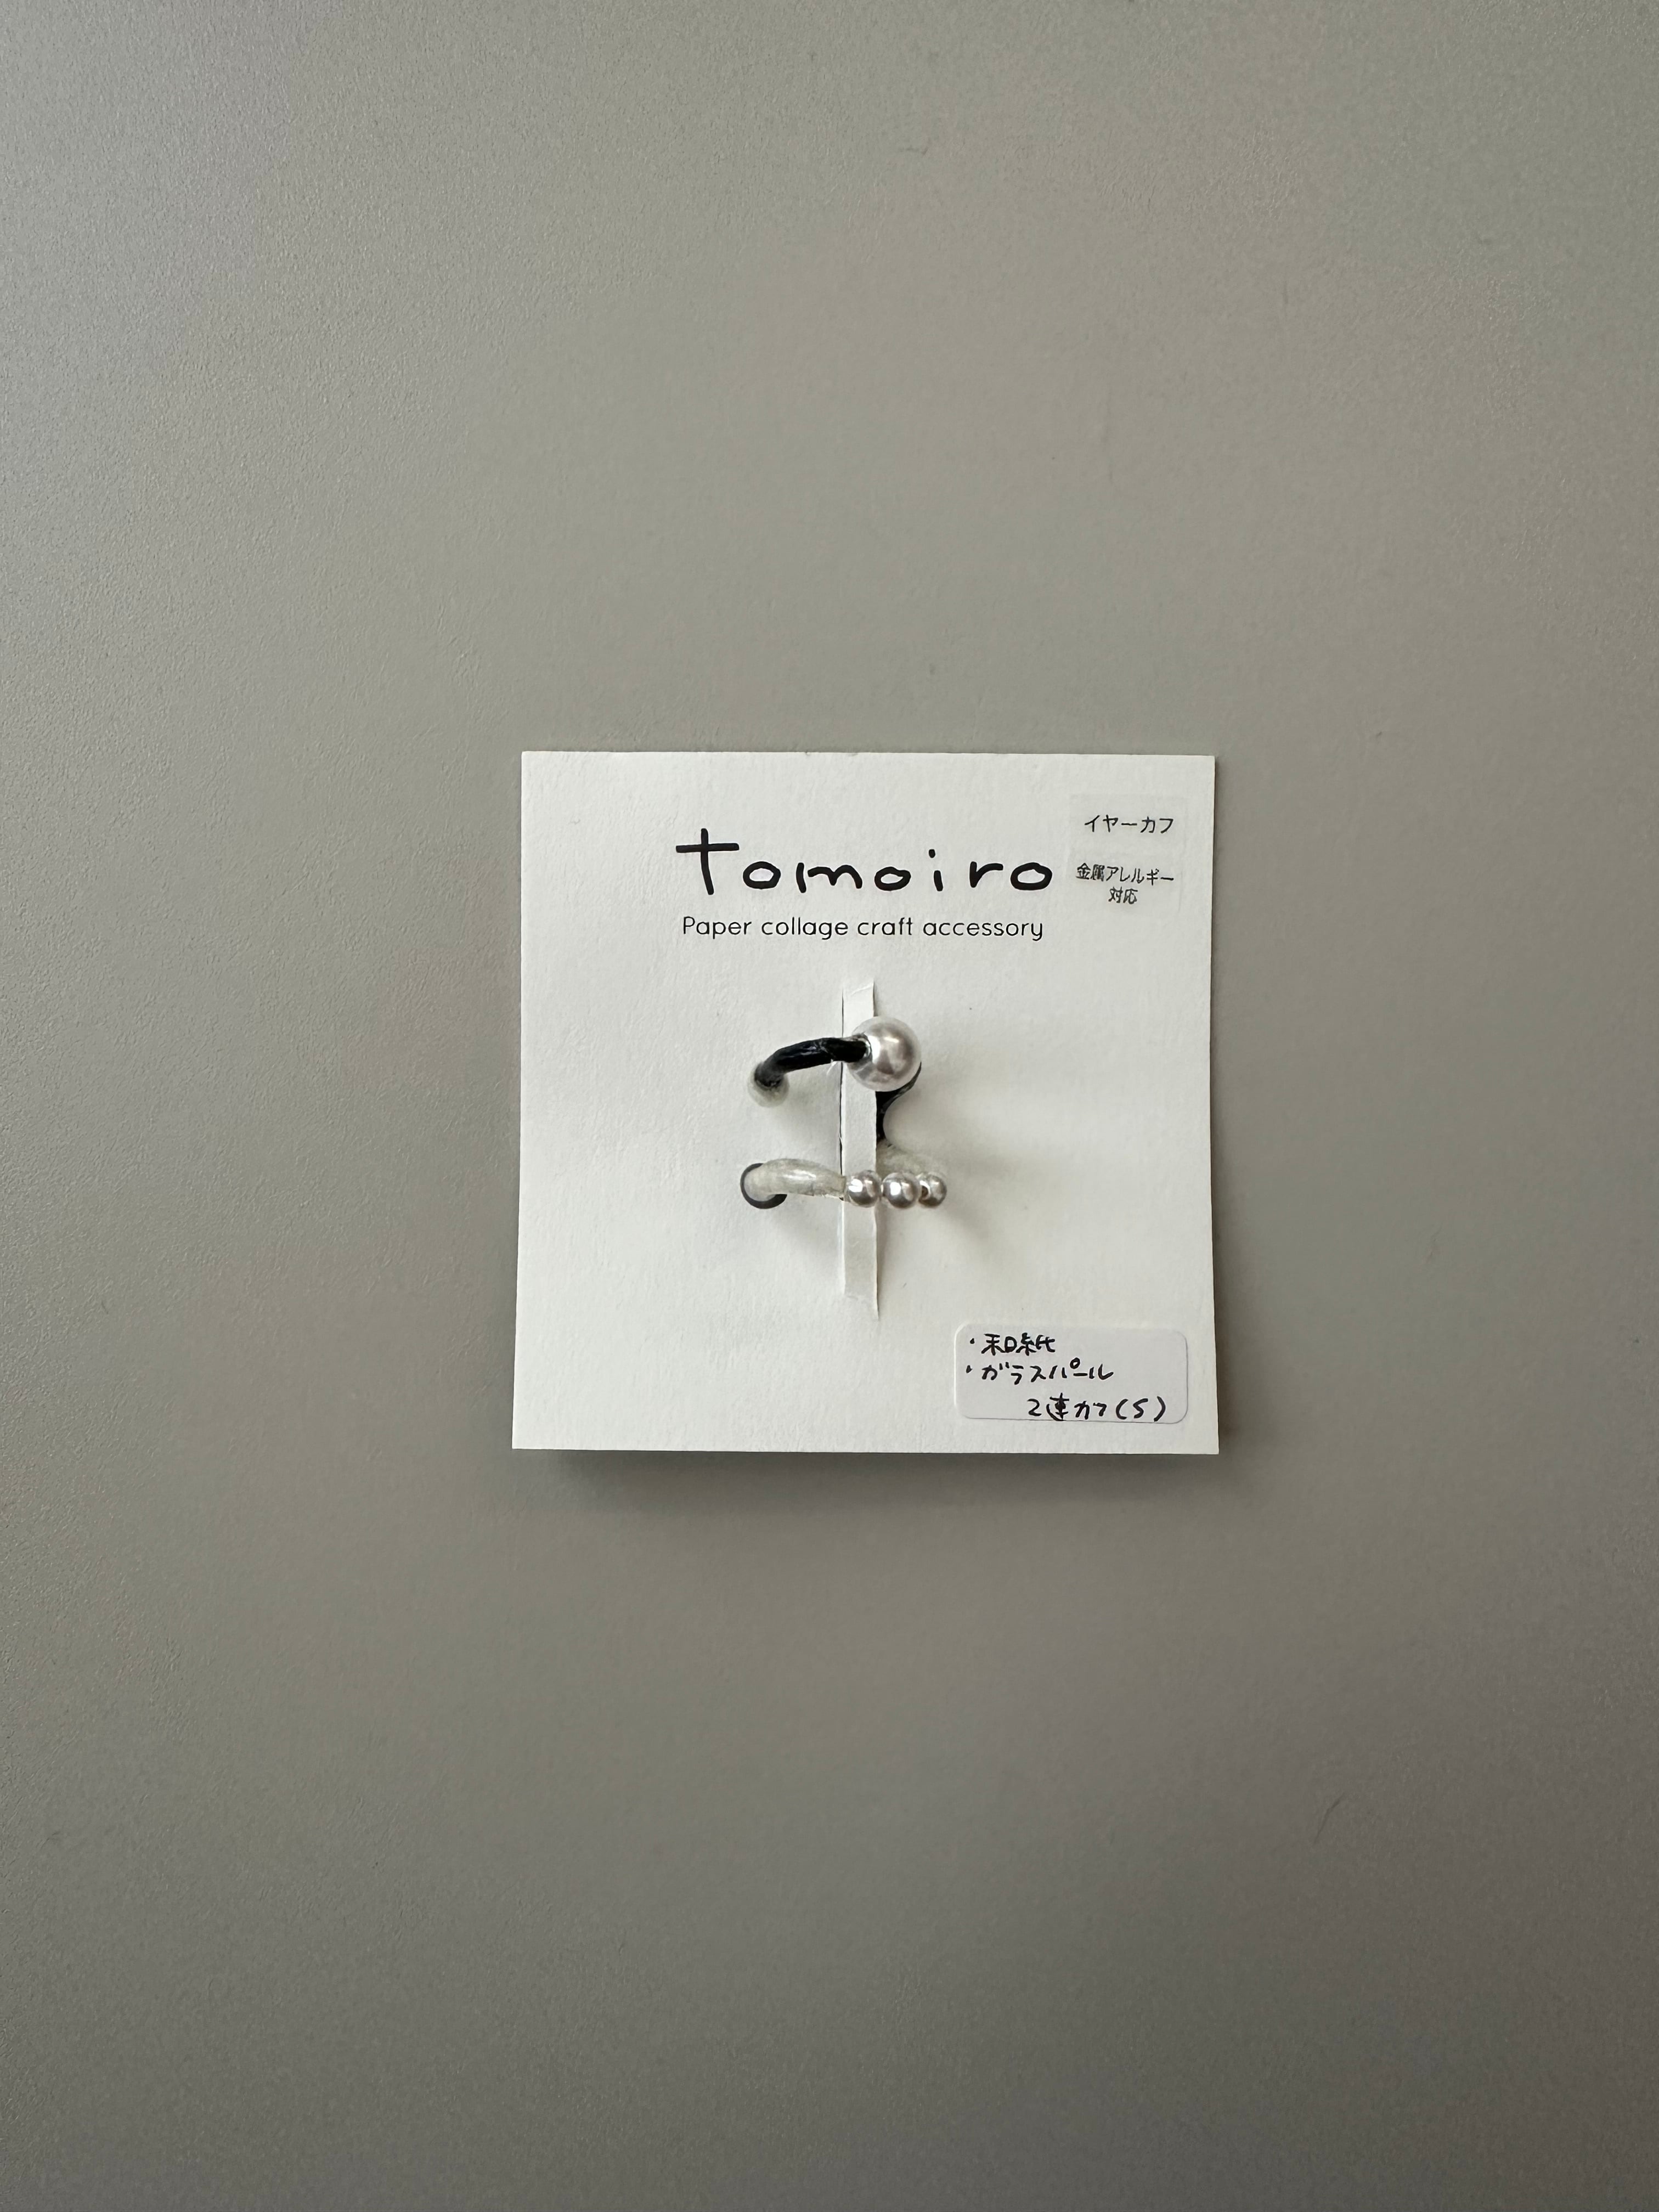 tomoiro
Paper collage craft accessory
イヤーカフ
金属アレルギー
対応
・和紙
・ガラスパール
2連カフ(S)